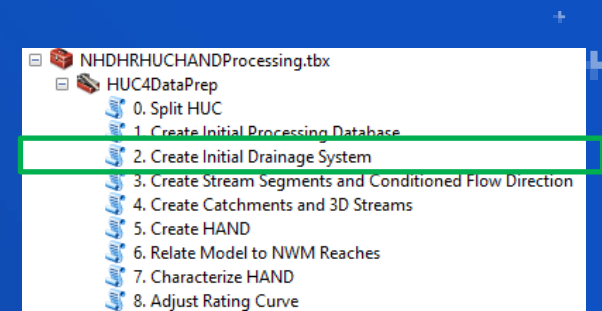 NHDHRHUCHANDProcessing.tbx
HUC4DataPrep
0. Split HUC
1. Create Initial Processing Database
2. Create Initial Drainage System
3. Create Stream Segments and Conditioned Flow Direction
4. Create Catchments and 3D Streams
5. Create HAND
6. Relate Model to NWM Reaches
7. Characterize HAND
8. Adjust Rating Curve